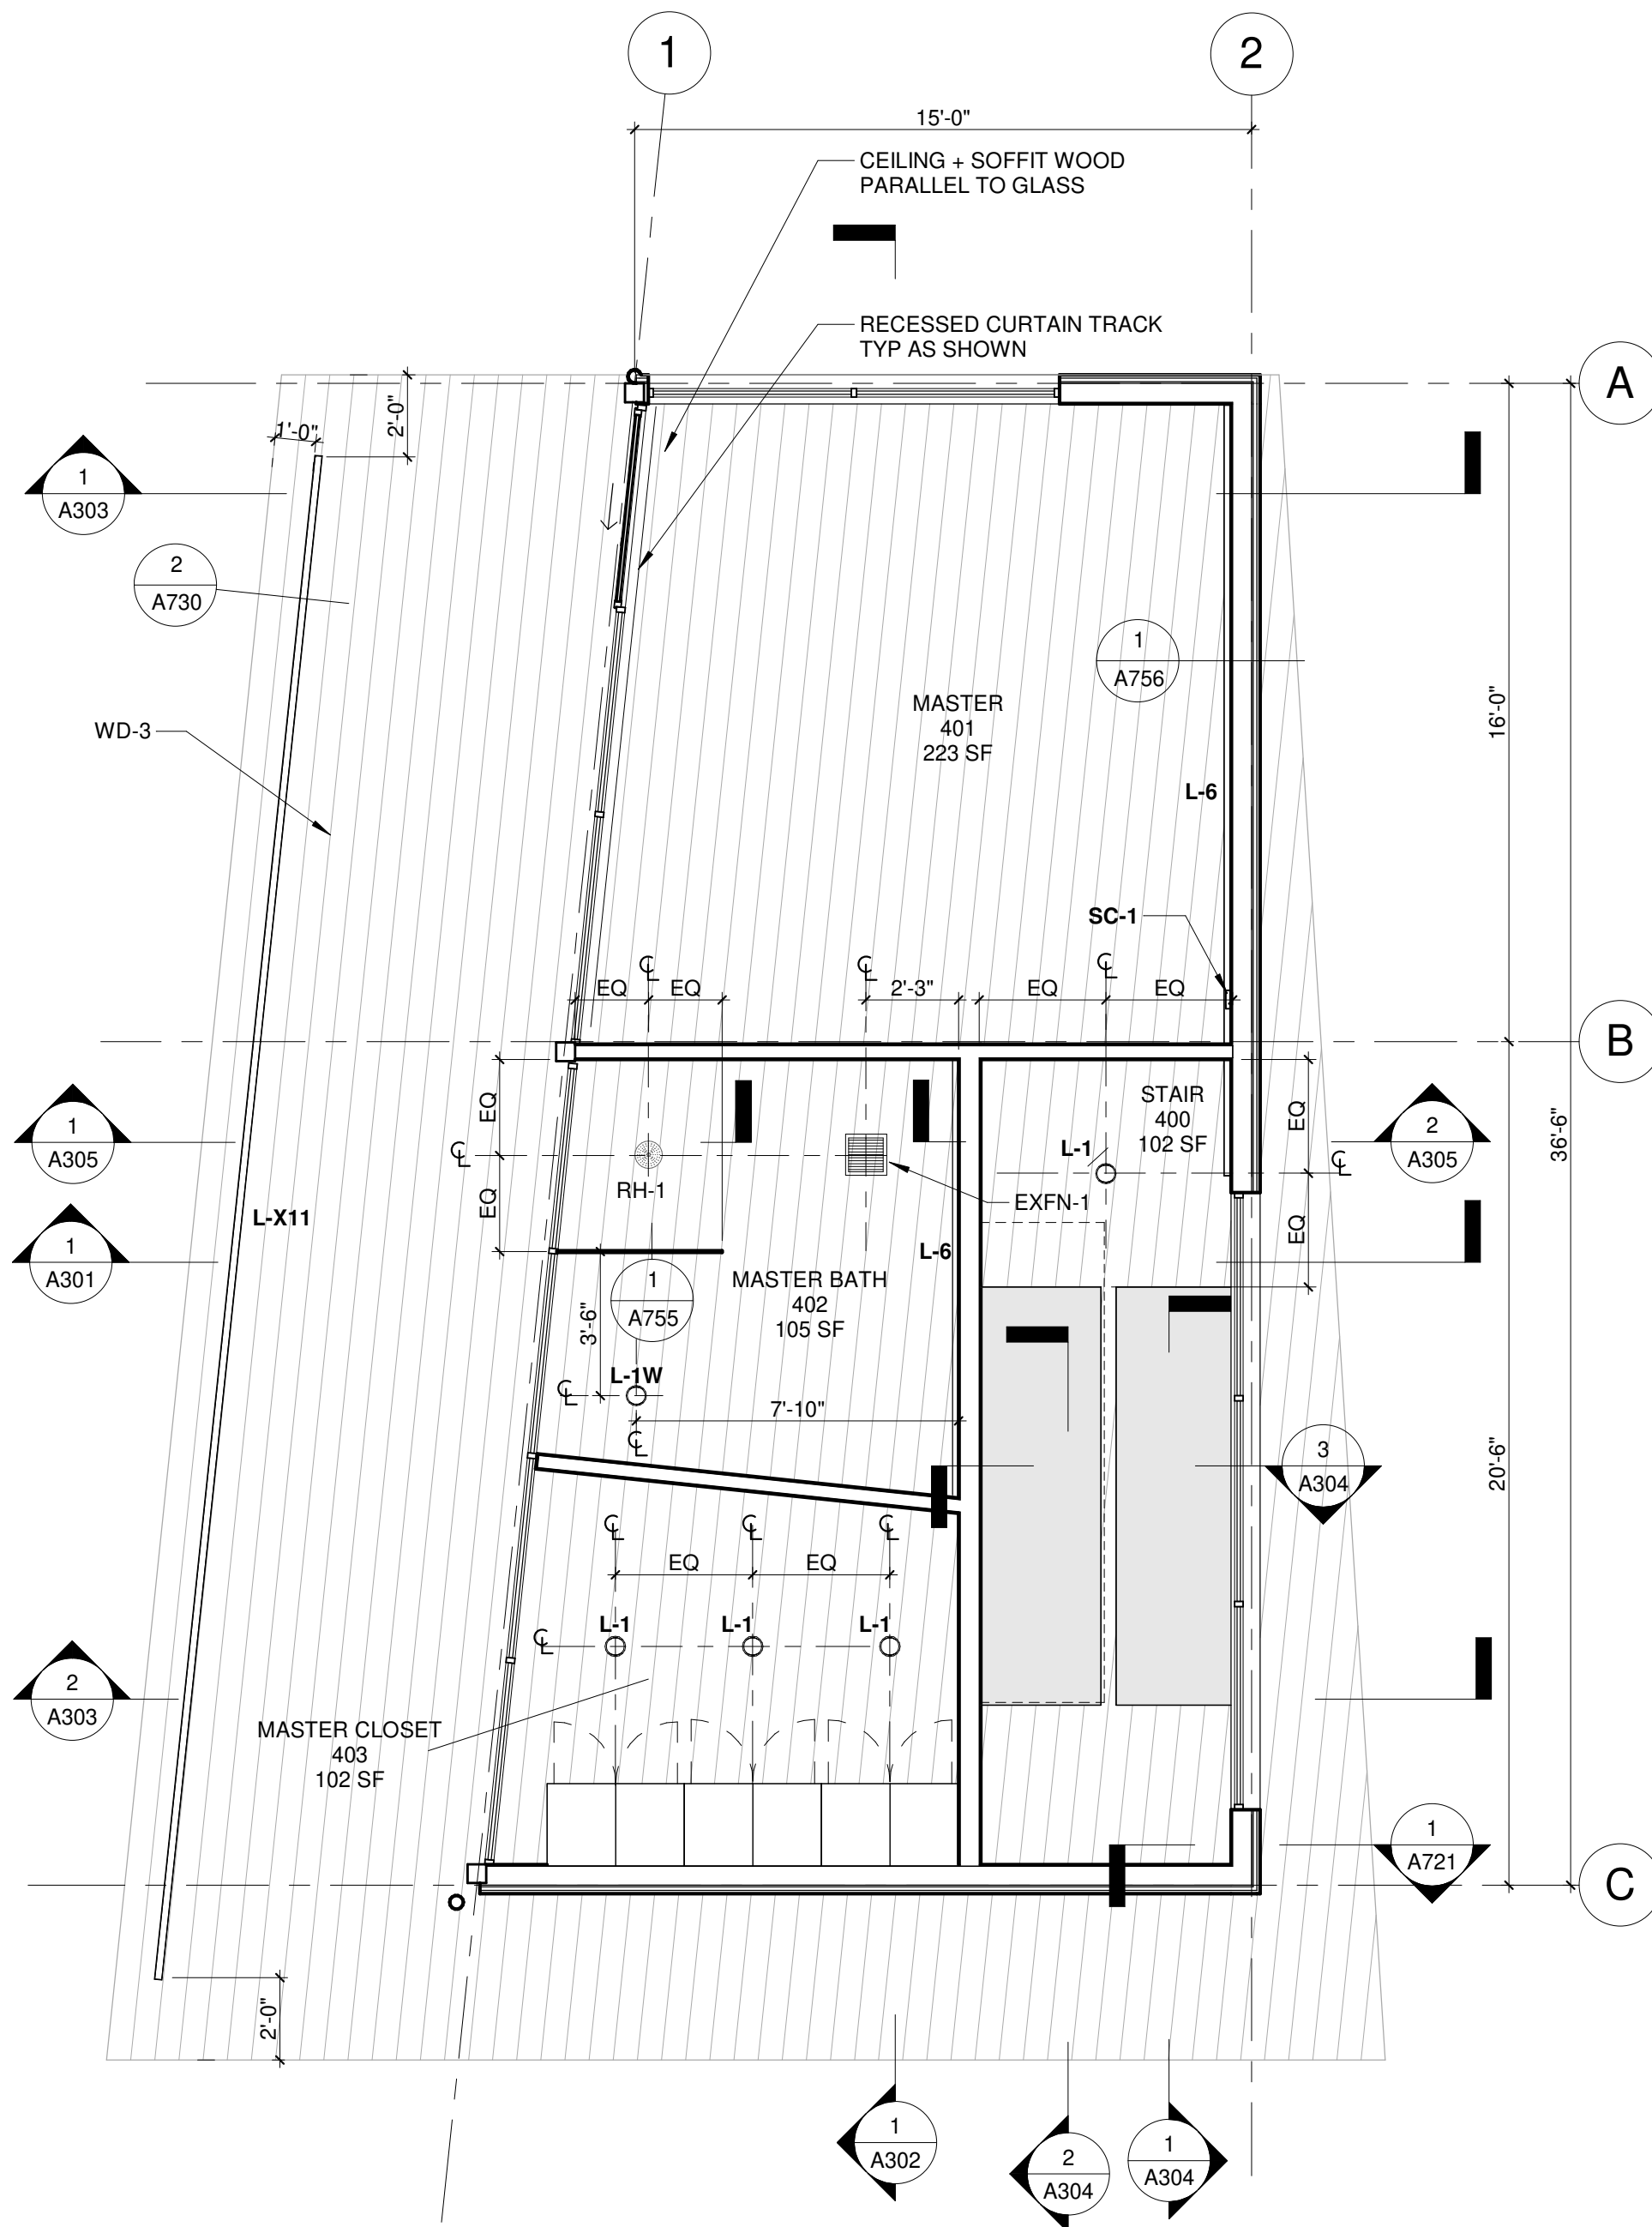 1
2
15'-0"
CEILING + SOFFIT WOOD
PARALLEL TO GLASS
RECESSED CURTAIN TRACK
TYP AS SHOWN
A
2'-0"
1'-0"
1
A303
2
A730
1
A756
MASTER
401
223 SF
16'-0"
WD-3
L-6
SC-1
℄
℄
℄
EQ
EQ
2'-3"
EQ
EQ
B
36'-6"
EQ
STAIR
400
102 SF
EQ
1
A305
℄
L-1
℄
2
A305
RH-1
EXFN-1
EQ
EQ
L-X11
L-6
1
A301
1
A755
MASTER BATH
402
105 SF
3'-6"
L-1W
℄
7'-10"
℄
3
A304
20'-6"
℄
℄
℄
EQ
EQ
L-1
L-1
L-1
℄
2
A303
MASTER CLOSET
403
102 SF
1
A721
C
2'-0"
1
A302
2
A304
1
A304